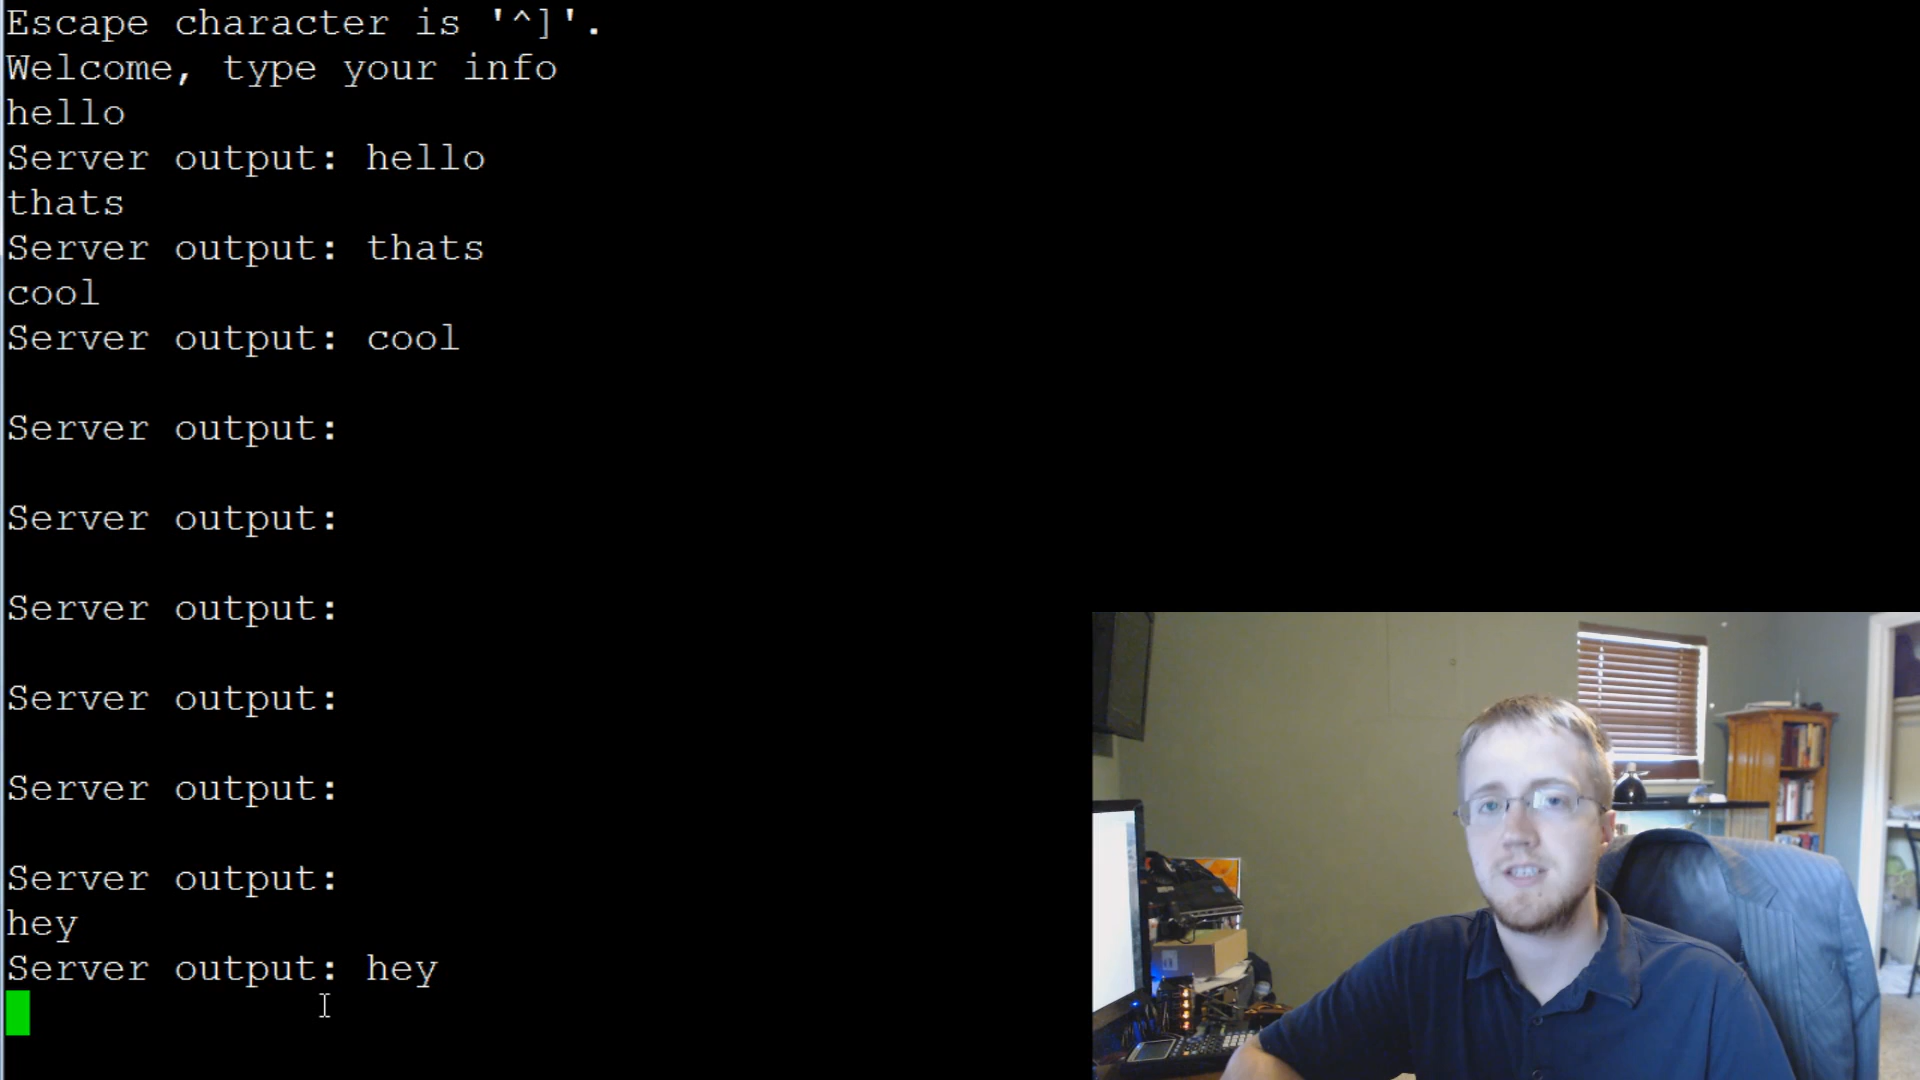 Escape character is '^]'.
Welcome, type your info
hello
Server output: hello
thats
Server output: thats
cool
Server output: cool
Server output:
Server output:
Server output:
Server output:
Server output:
Server output:
hey
Server output: hey